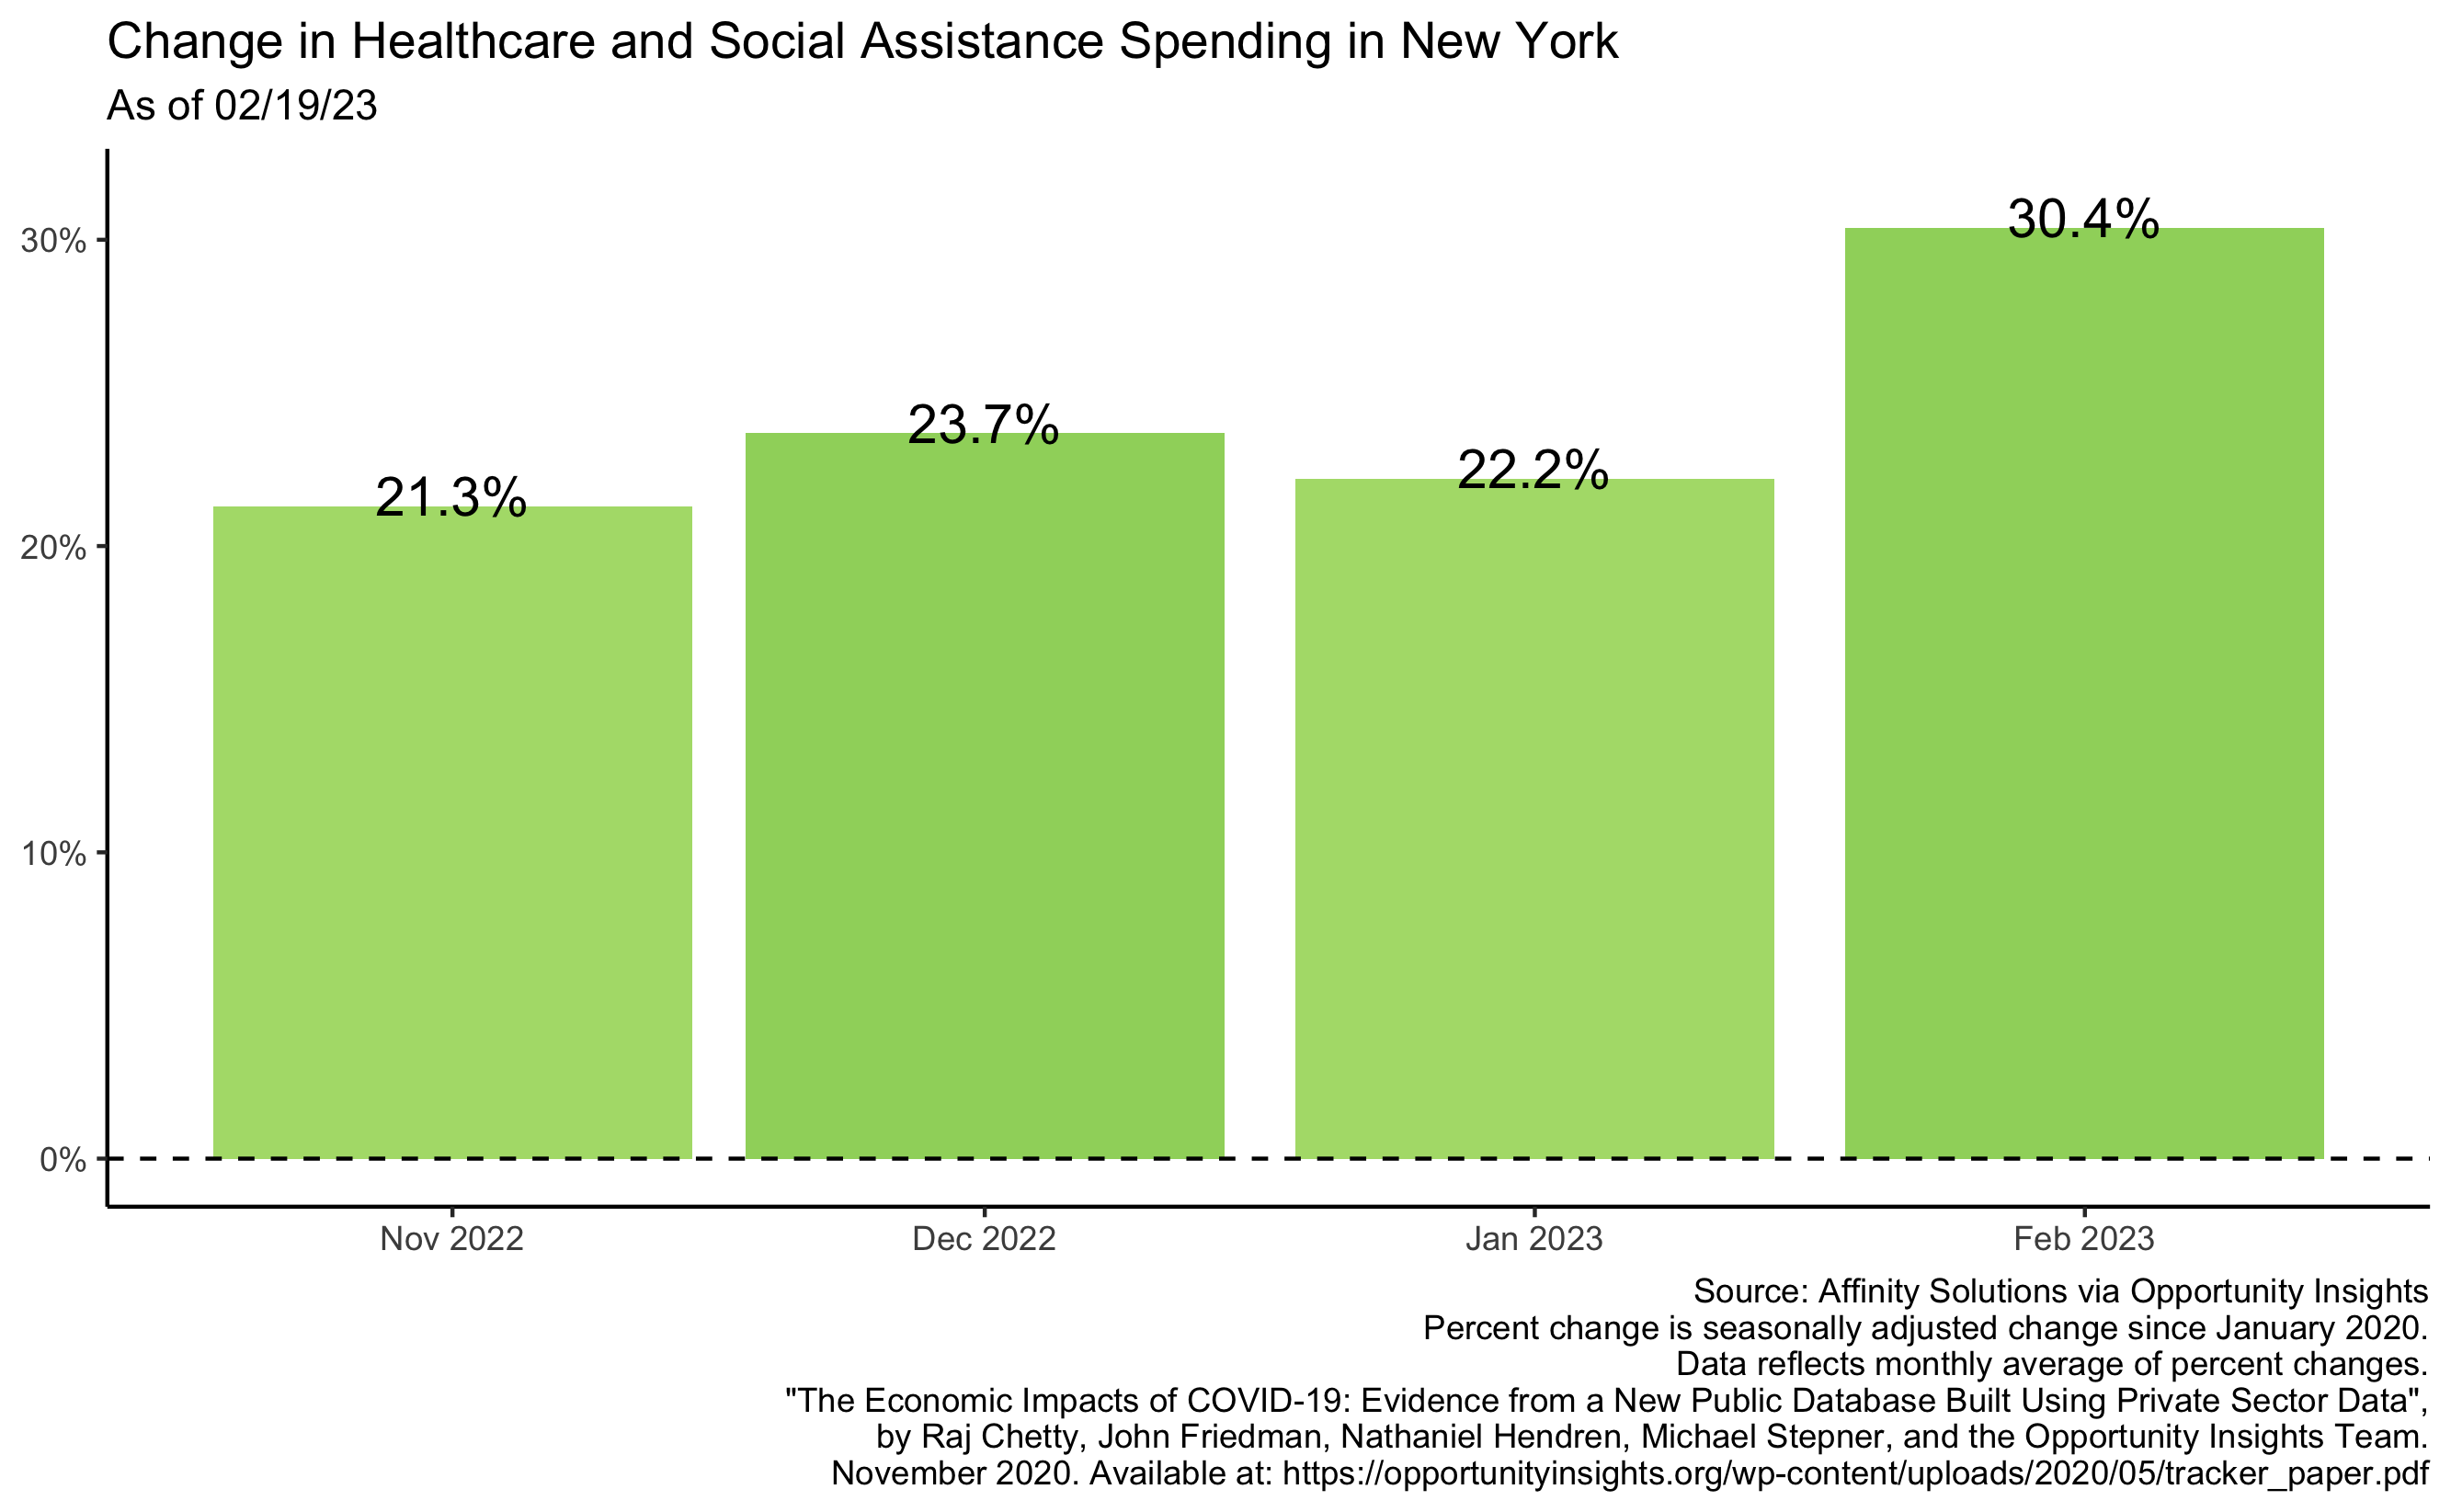 Change in Healthcare and Social Assistance Spending in New York
As of 02/19/23
30%
20%
10%
0%
21.3%
23.7%
22.2%
30.4%
Nov 2022
Dec 2022
Jan 2023
Feb 2023
Source: Affinity Solutions via Opportunity Insights
Percent change is seasonally adjusted change since January 2020.
Data reflects monthly average of percent changes.
"The Economic Impacts of COVID-19: Evidence from a New Public Database Built Using Private Sector Data",
by Raj Chetty, John Friedman, Nathaniel Hendren, Michael Stepner, and the Opportunity Insights Team.
November 2020. Available at: https://opportunityinsights.org/wp-content/uploads/2020/05/tracker_paper.pdf